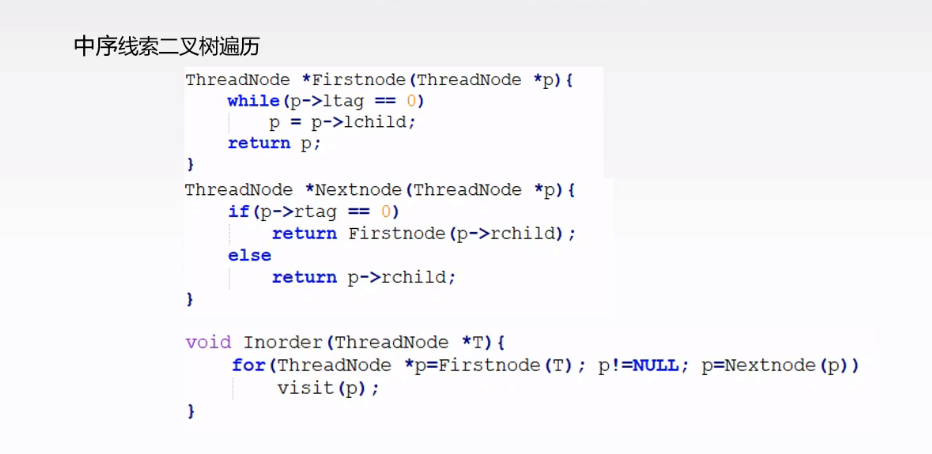 中序线索二叉树遍历
ThreadNode *Firstnode(ThreadNode *p){
while(p->ltag == 0)
p = p->lchild;
return p;
}
ThreadNode *Nextnode(ThreadNode *p){
if(p->rtag == 0)
return Firstnode(p->rchild);
else
return p->rchild;
}
void Inorder(ThreadNode *T){
for(ThreadNode *p=Firstnode(T); p!=NULL; p=Nextnode(p))
visit(p);
}